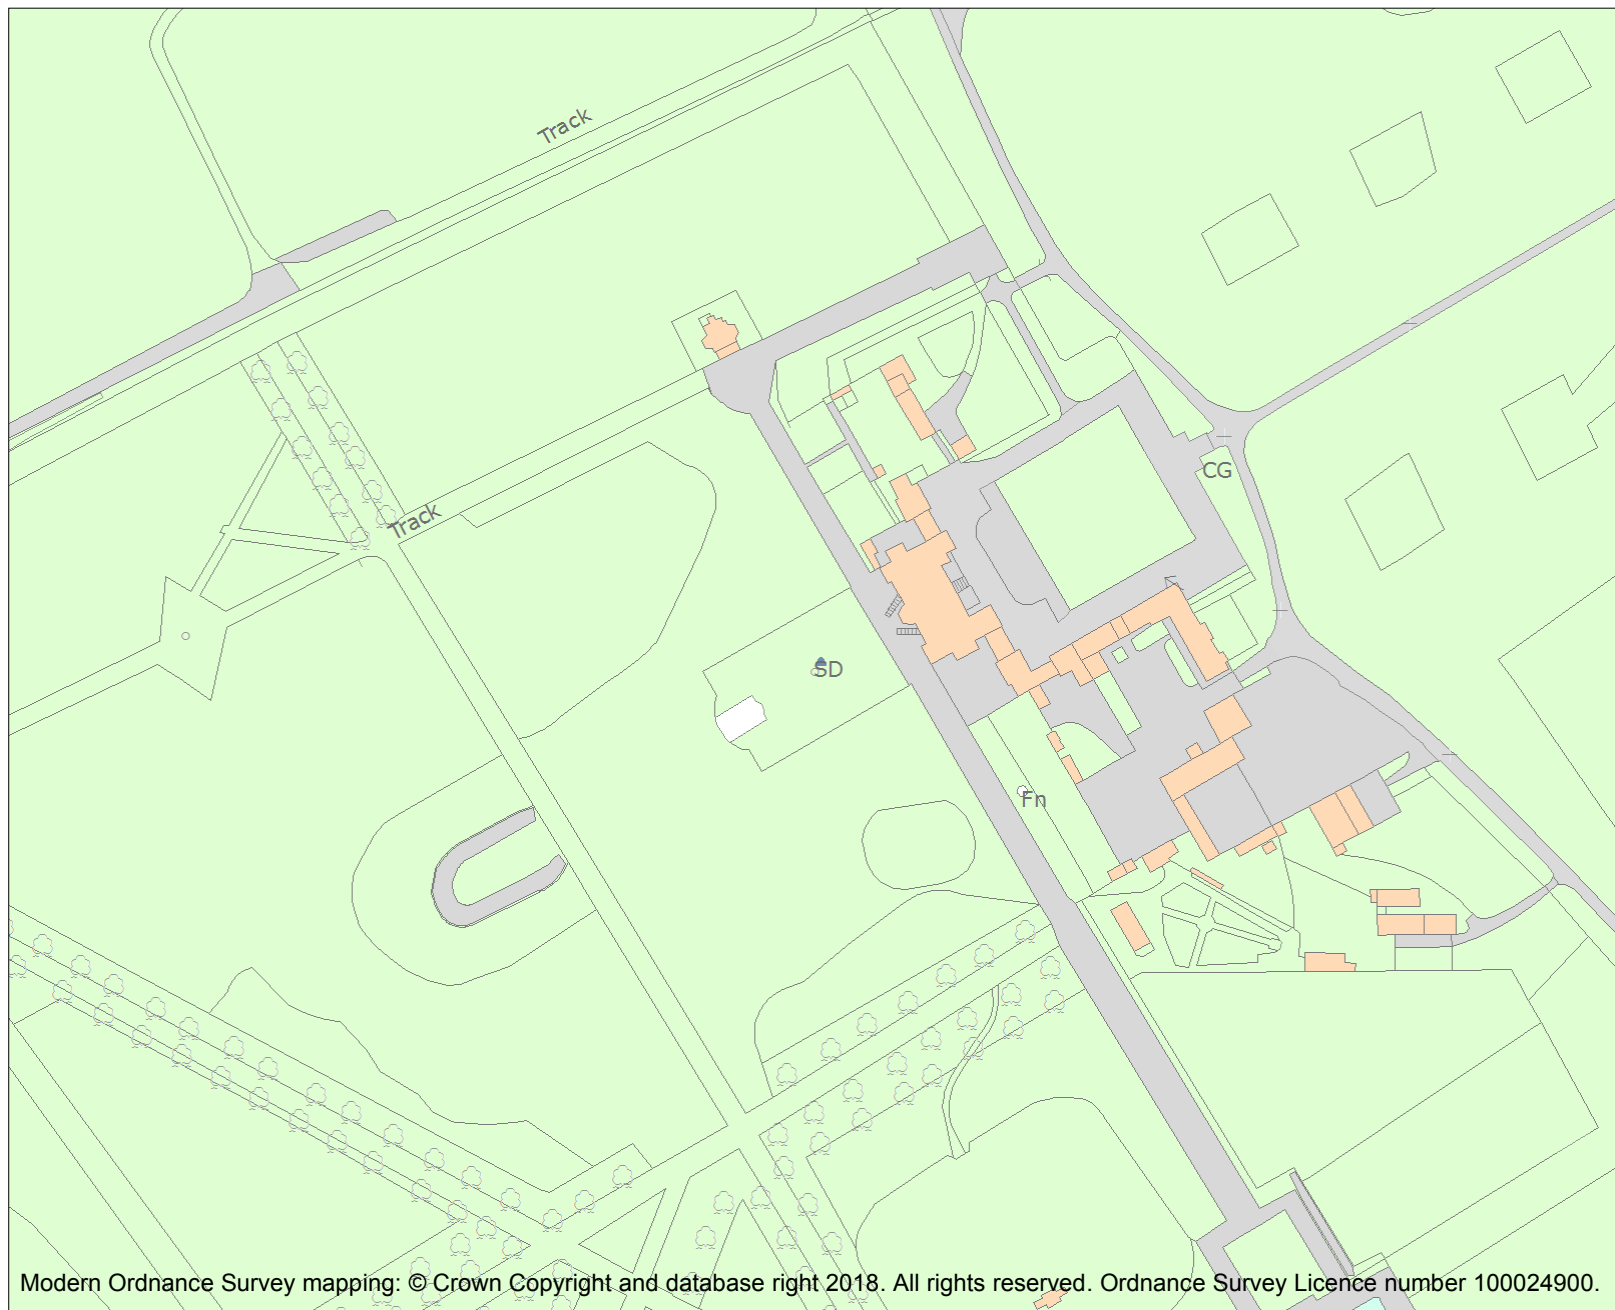 Track
Track
CG
SD
Fn
Modern Ordnance Survey mapping: © Crown Copyright and database right 2018. All rights reserved. Ordnance Survey Licence number 100024900.